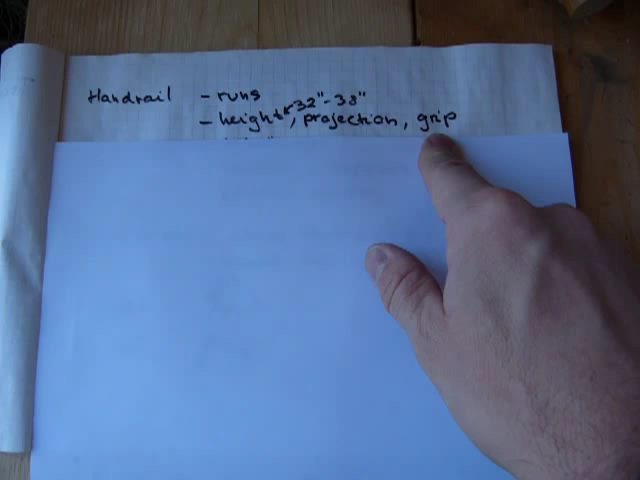 Handrail - runs
32"-38"
- height, projection, grip